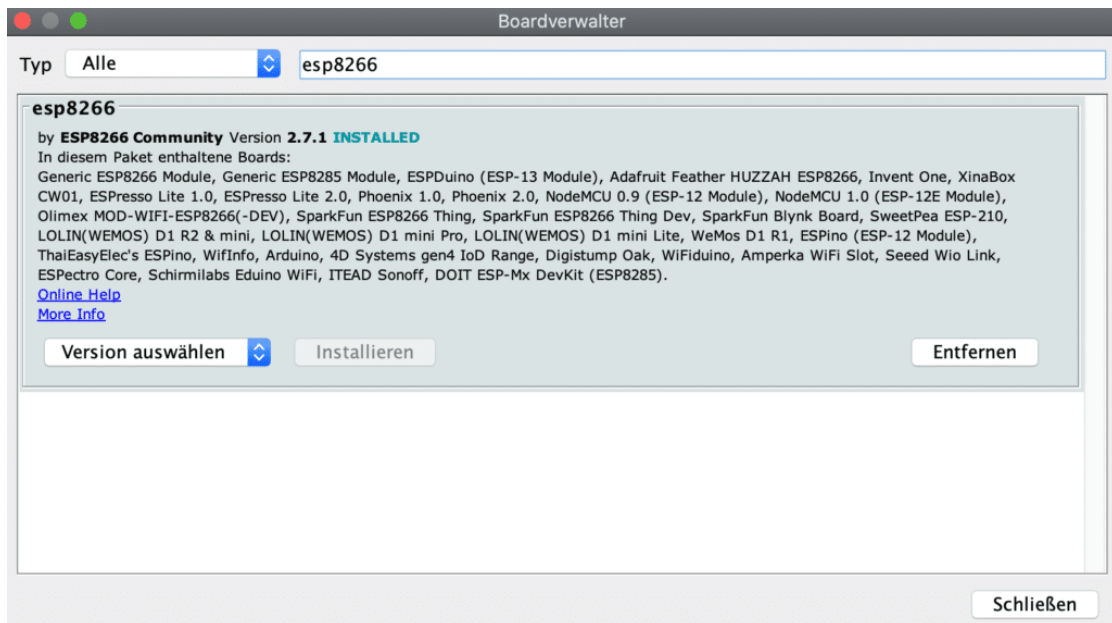 Boardverwalter
Typ Alle esp8266
esp8266
by ESP8266 Community Version 2.7.1 INSTALLED
In diesem Paket enthaltene Boards:
Generic ESP8266 Module, Generic ESP8285 Module, ESPDuino (ESP-13 Module), Adafruit Feather HUZZAH ESP8266, Invent One, XinaBox
CW01, ESPresso Lite 1.0, ESPresso Lite 2.0, Phoenix 1.0, Phoenix 2.0, NodeMCU 0.9 (ESP-12 Module), NodeMCU 1.0 (ESP-12E Module),
Olimex MOD-WIFI-ESP8266(-DEV), SparkFun ESP8266 Thing, SparkFun ESP8266 Thing Dev, SparkFun Blynk Board, SweetPea ESP-210,
LOLIN(WEMOS) D1 R2 & mini, LOLIN(WEMOS) D1 mini Pro, LOLIN(WEMOS) D1 mini Lite, WeMos D1 R1, ESPino (ESP-12 Module),
ThaiEasyElec's ESPino, WifInfo, Arduino, 4D Systems gen4 IoD Range, Digistump Oak, WiFiduino, Amperka WiFi Slot, Seeed Wio Link,
ESPectro Core, Schirmilabs Eduino WiFi, ITEAD Sonoff, DOIT ESP-Mx DevKit (ESP8285).
Online Help
More Info
Version auswählen Installieren Entfernen
Schließen